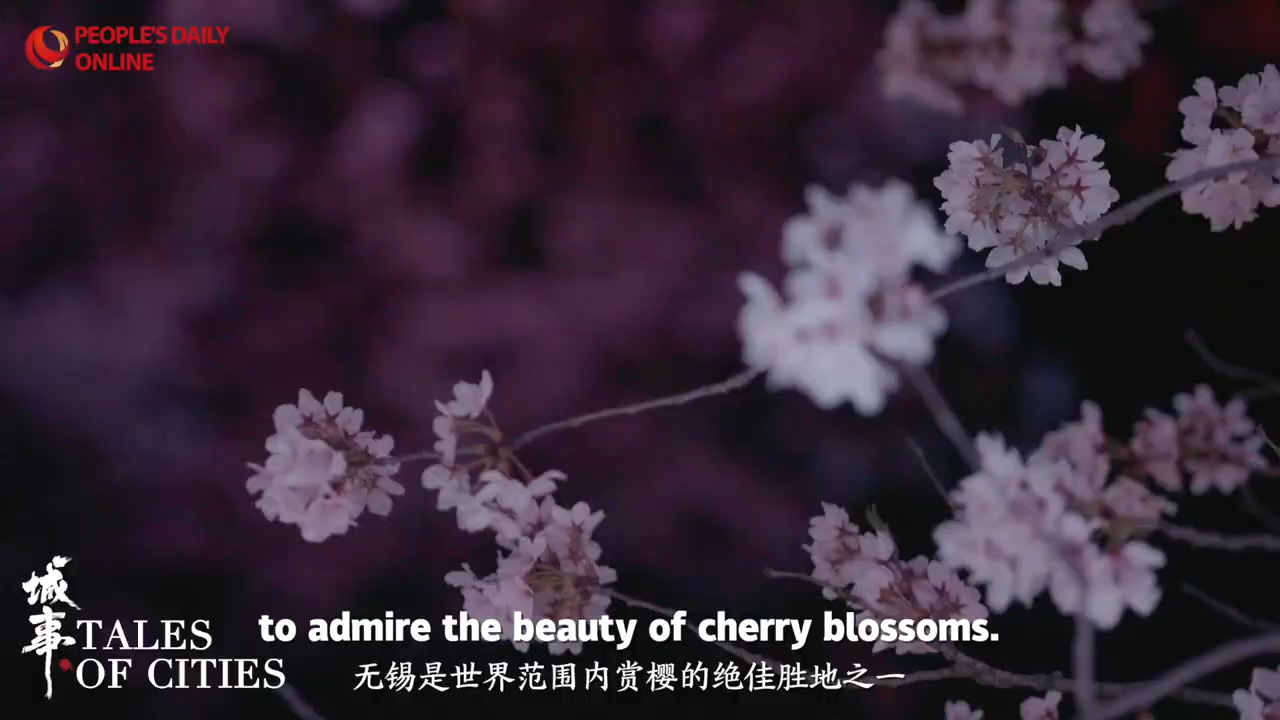 PEOPLE'S DAILY
ONLINE
城事
TALES
OF CITIES
to admire the beauty of cherry blossoms.
无锡是世界范围内赏樱的绝佳胜地之一